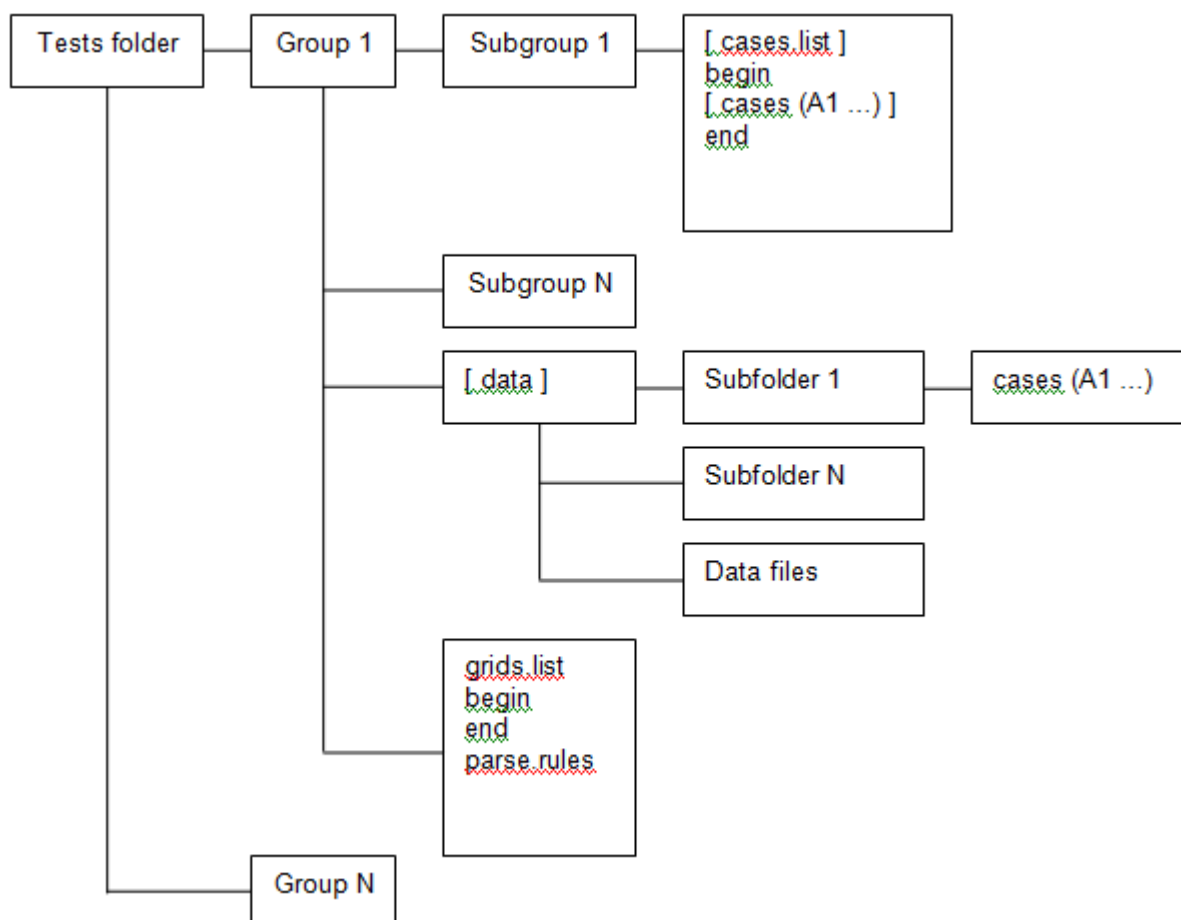 Tests folder
Group 1
Subgroup 1
[ cases.list ]
begin
[ cases (A1 ...) ]
end
Subgroup N
[ data ]
Subfolder 1
cases (A1 ...)
Subfolder N
Data files
grids.list
begin
end
parse.rules
Group N